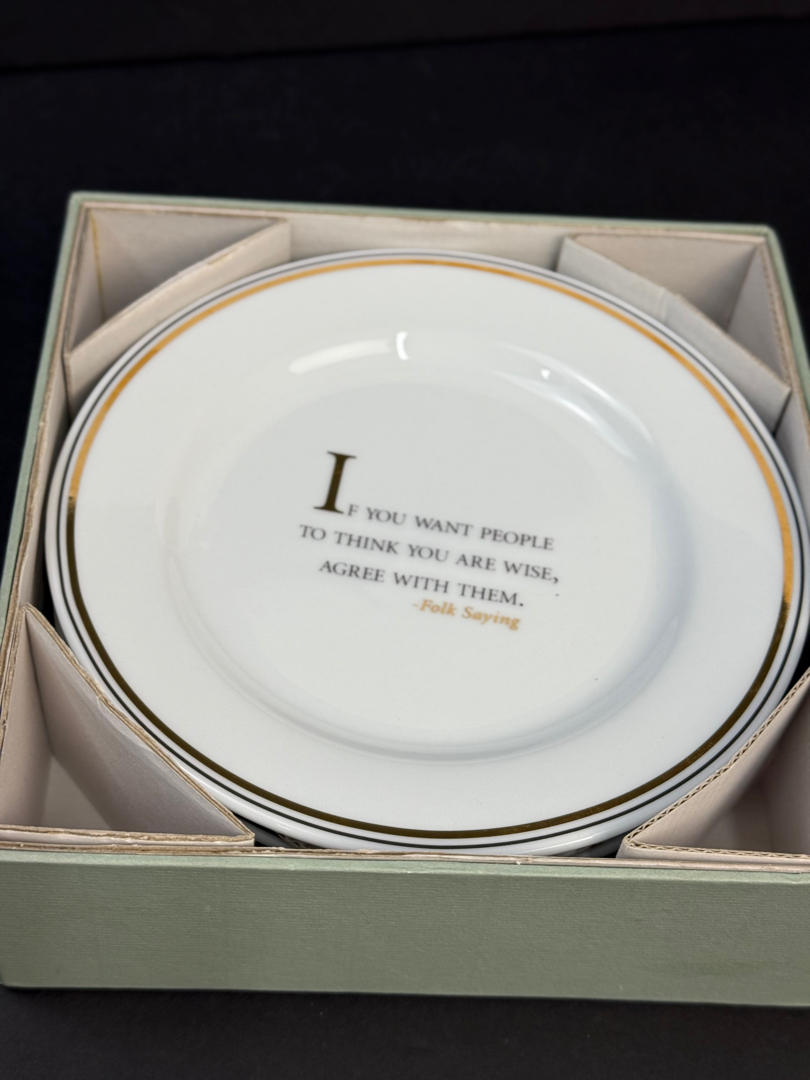 IF YOU WANT PEOPLE
TO THINK YOU ARE WISE,
AGREE WITH THEM.
-Folk Saying